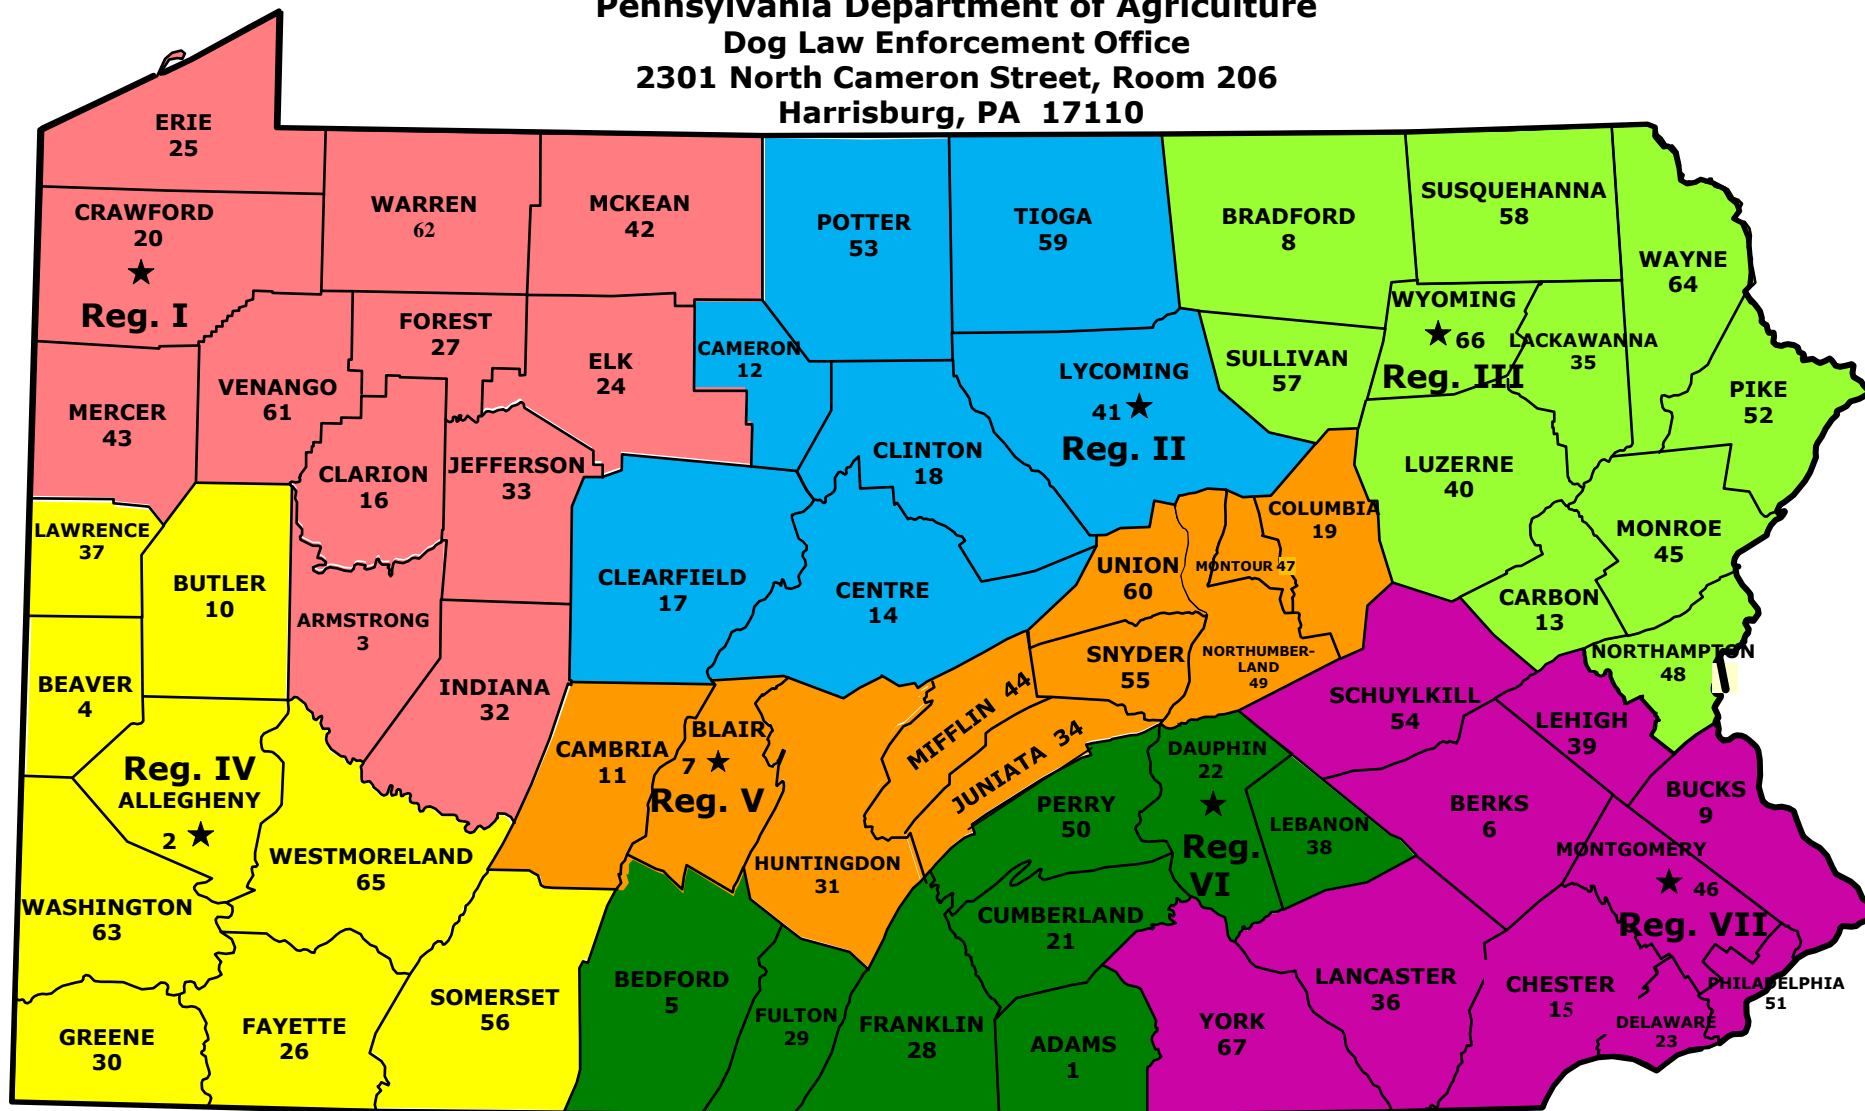 Pennsylvania Department of Agriculture
Dog Law Enforcement Office
2301 North Cameron Street, Room 206
Harrisburg, PA 17110
ERIE
25
CRAWFORD
20
Reg. I
WARREN
62
MCKEAN
42
POTTER
53
TIOGA
59
BRADFORD
8
SUSQUEHANNA
58
WAYNE
64
WYOMING
66
Reg. III
LACKAWANNA
35
PIKE
52
FOREST
27
ELK
24
CAMERON
12
SULLIVAN
57
LYCOMING
41
Reg. II
MERCER
43
VENANGO
61
CLARION
16
JEFFERSON
33
CLINTON
18
LUZERNE
40
COLUMBIA
19
MONROE
45
LAWRENCE
37
BUTLER
10
CLEARFIELD
17
CENTRE
14
UNION
60
MONTOUR 47
CARBON
13
ARMSTRONG
3
NORTHAMPTON
48
BEAVER
4
INDIANA
32
SNYDER
55
NORTHUMBER-
LAND
49
SCHUYLKILL
54
LEHIGH
39
MIFFLIN 44
JUNIATA 34
CAMBRIA
11
BLAIR
7
Reg. V
Reg. IV
ALLEGHENY
2
DAUPHIN
22
Reg.
VI
PERRY
50
LEBANON
38
BERKS
6
BUCKS
9
MONTGOMERY
46
Reg. VII
WESTMORELAND
65
HUNTINGDON
31
WASHINGTON
63
CUMBERLAND
21
BEDFORD
5
LANCASTER
36
CHESTER
15
PHILADELPHIA
51
SOMERSET
56
FULTON
29
FRANKLIN
28
YORK
67
DELAWARE
23
GREENE
30
FAYETTE
26
ADAMS
1